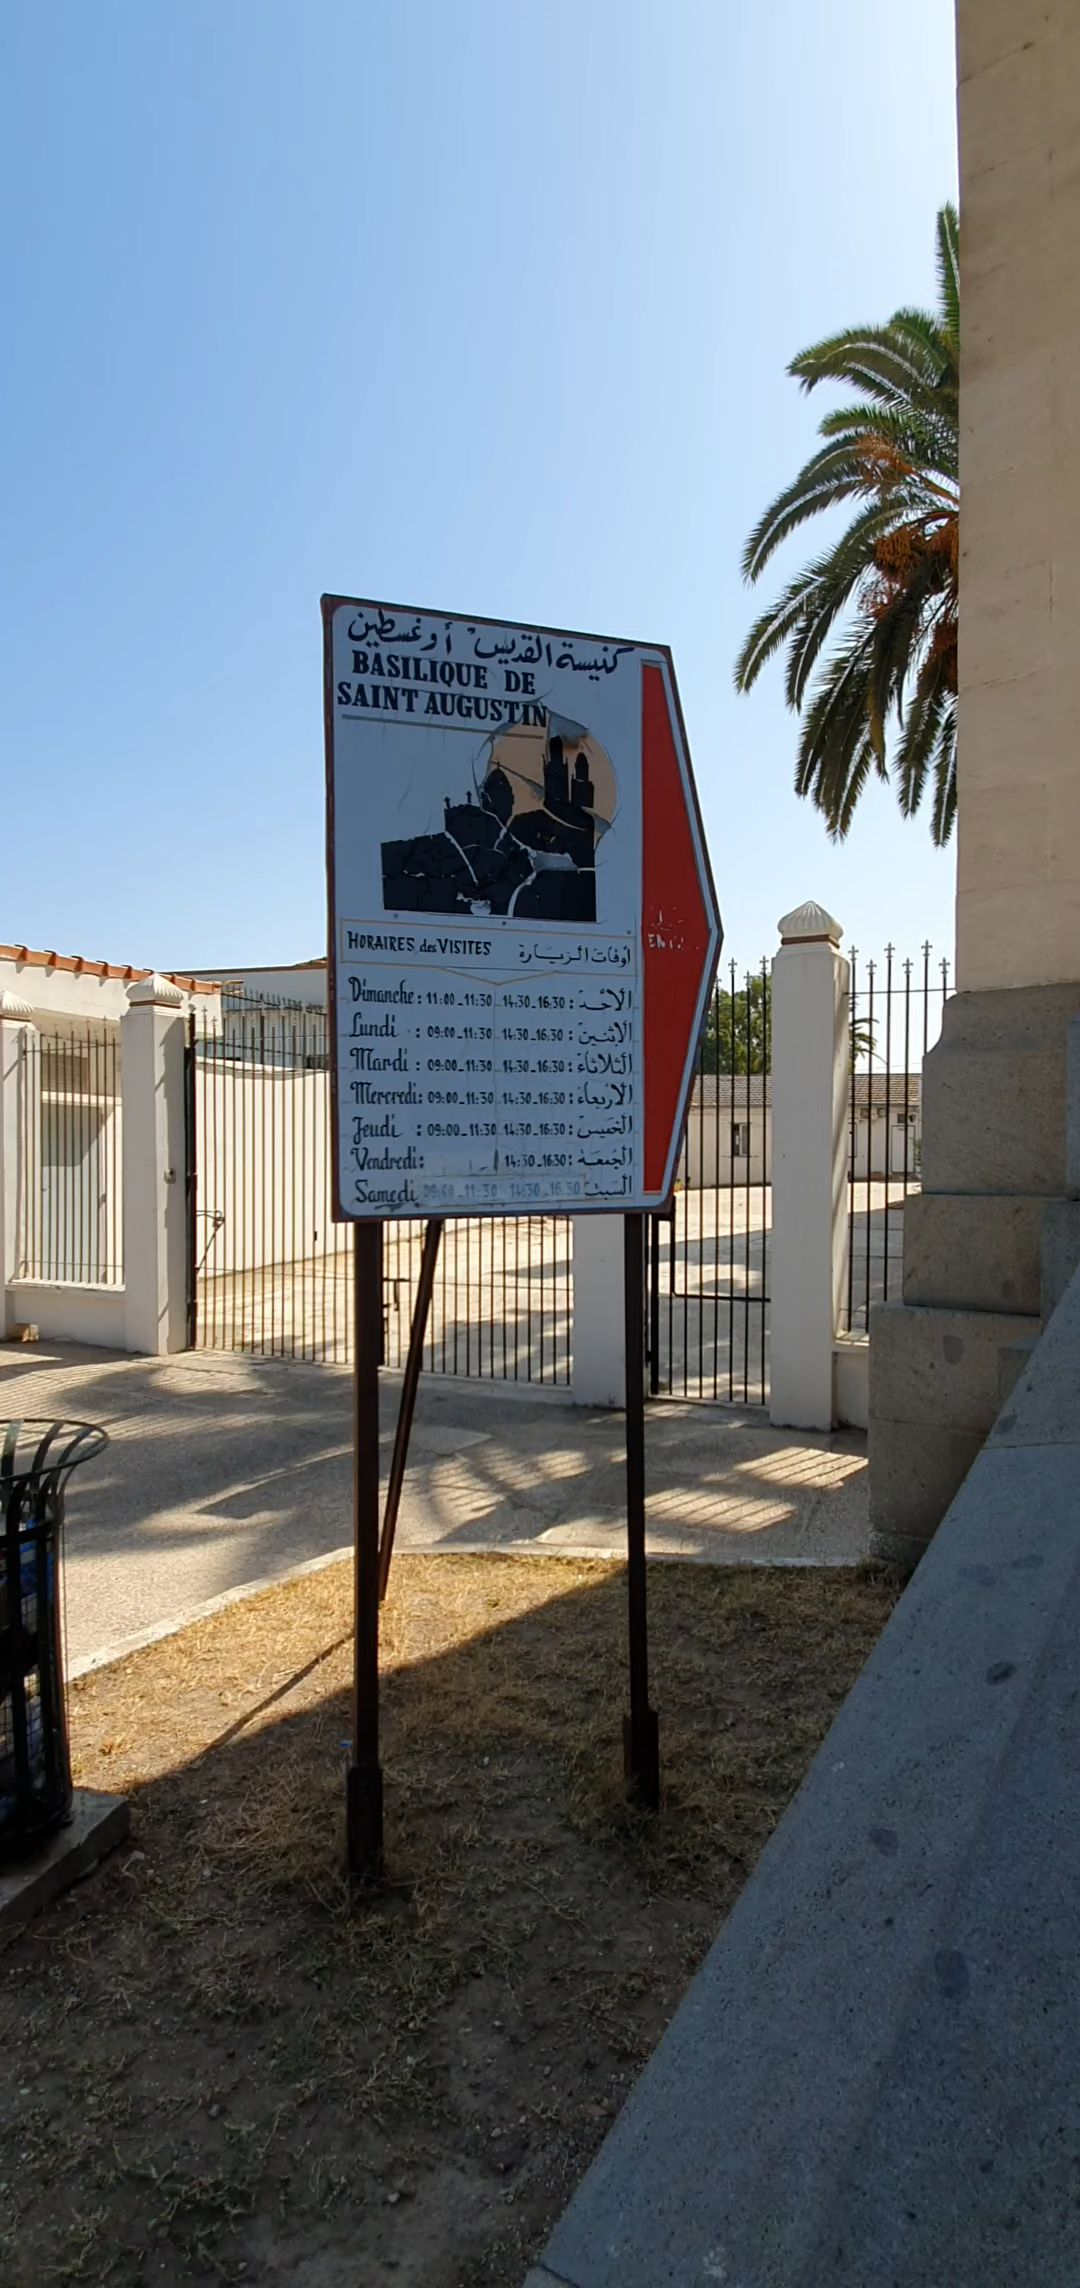 كنيسة القديس أوغسطين
BASILIQUE DE
SAINT AUGUSTIN
HORAIRES des VISITES أوقات الزيارة
Dimanche : 11:00_11:30 14:30_16:30 : الأحد
Lundi : 09:00_11:30 14:30_16:30 : الإثنين
Mardi : 09:00_11:30 14:30_16:30 : الثلاثاء
Mercredi : 09:00_11:30 14:30_16:30 : الأربعاء
Jeudi : 09:00_11:30 14:30_16:30 : الخميس
Vendredi : 14:30_16:30 : الجمعة
Samedi 09:00_11:30 14:30_16:30 السبت